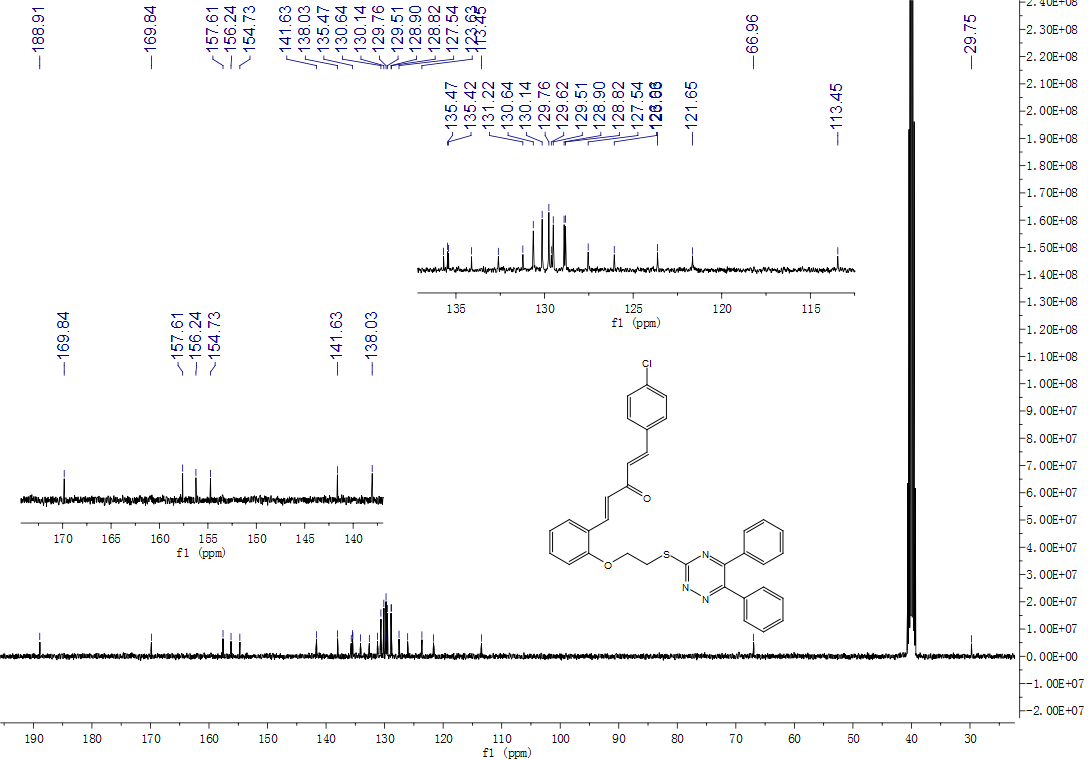 188.91
169.84
157.61
156.24
154.73
141.63
138.03
135.47
130.64
130.14
129.76
129.51
128.90
128.82
127.54
123.63
113.45
66.96
29.75
135.47
135.42
131.22
130.64
130.14
129.76
129.62
129.51
128.90
128.82
127.54
121.65
113.45
135 130 125 120 115
f1 (ppm)
169.84
157.61
156.24
154.73
141.63
138.03
170 165 160 155 150 145 140
f1 (ppm)
Cl
O
O
S
N
N
N
2.40E+08
2.30E+08
2.20E+08
2.10E+08
2.00E+08
1.90E+08
1.80E+08
1.70E+08
1.60E+08
1.50E+08
1.40E+08
1.30E+08
1.20E+08
1.10E+08
1.00E+08
9.00E+07
8.00E+07
7.00E+07
6.00E+07
5.00E+07
4.00E+07
3.00E+07
2.00E+07
1.00E+07
0.00E+00
-1.00E+07
-2.00E+07
190 180 170 160 150 140 130 120 110 100 90 80 70 60 50 40 30
f1 (ppm)